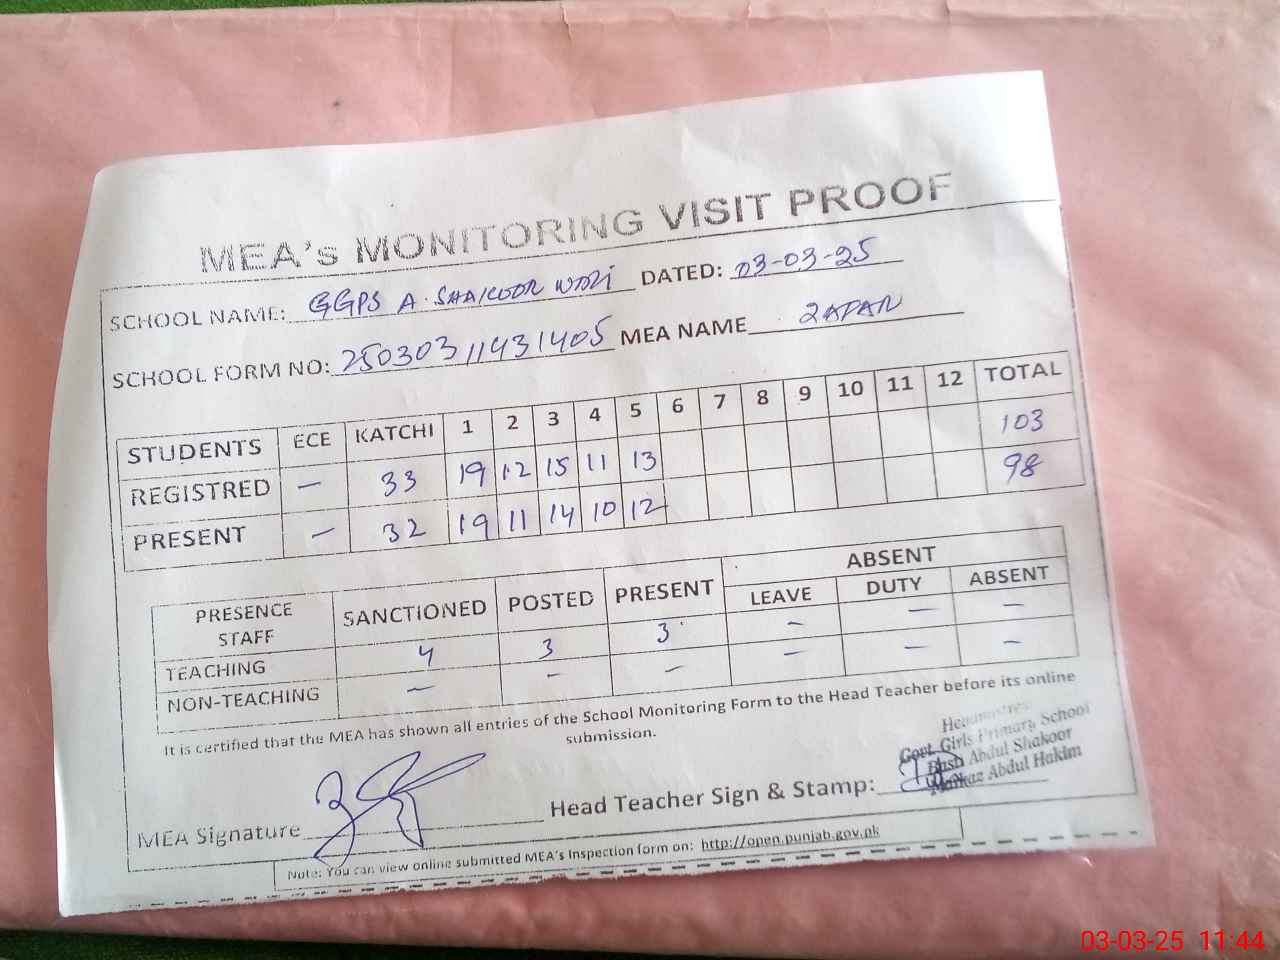 MEA's MONITORING VISIT PROOF
SCHOOL NAME: GGPS A. SHAKOOR WALI DATED: 03-03-25
SCHOOL FORM NO: 25030311431405 MEA NAME ZAFAR
STUDENTS ECE KATCHI 1 2 3 4 5 6 7 8 9 10 11 12 TOTAL
REGISTRED — 33 19 12 15 11 13 103
PRESENT — 32 19 11 14 10 12 98
PRESENCE STAFF SANCTIONED POSTED PRESENT ABSENT
LEAVE DUTY ABSENT
TEACHING 4 3 3 — — —
NON-TEACHING — — — — — —
It is certified that the MEA has shown all entries of the School Monitoring Form to the Head Teacher before its online
submission.
MEA Signature
Head Teacher Sign & Stamp:
Govt. Girls Primary School
Abdul Shakoor
Markaz Abdul Hakim
Note: You can view online submitted MEA's Inspection form on: http://open.punjab.gov.pk
03-03-25 11:44